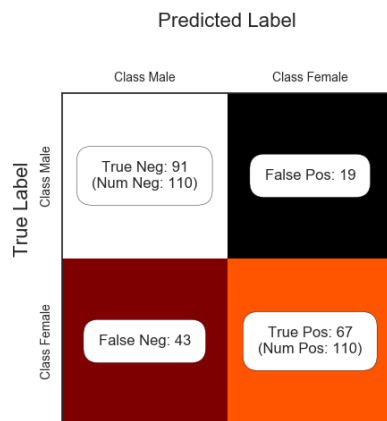 Predicted Label
Class Male
Class Female
True Label
Class Male
True Neg: 91
(Num Neg: 110)
False Pos: 19
Class Female
False Neg: 43
True Pos: 67
(Num Pos: 110)